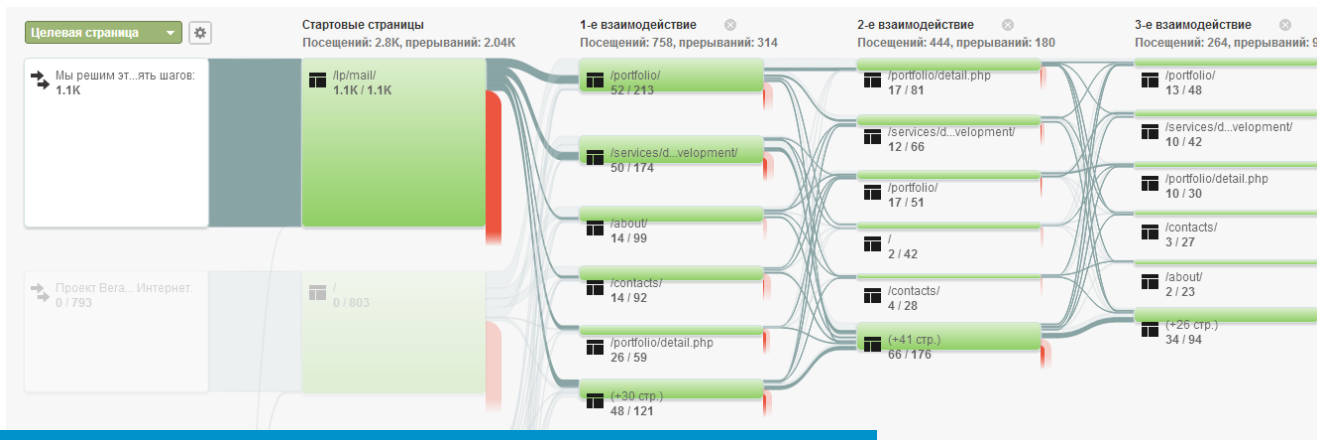 Целевая страница
Стартовые страницы
Посещений: 2.8K, прерываний: 2.04K
1-е взаимодействие
Посещений: 758, прерываний: 314
2-е взаимодействие
Посещений: 444, прерываний: 180
3-е взаимодействие
Посещений: 264, прерываний: 9
Мы решим эт...ять шагов:
1.1K
Проект Вега... Интернет.
0 / 793
/lp/mail/
1.1K / 1.1K
/
0 / 803
/portfolio/
52 / 213
/services/d...velopment/
50 / 174
/about/
14 / 99
/contacts/
14 / 92
/portfolio/detail.php
26 / 59
(+30 стр.)
48 / 121
/portfolio/detail.php
17 / 81
/services/d...velopment/
12 / 66
/portfolio/
17 / 51
/
2 / 42
/contacts/
4 / 28
(+41 стр.)
66 / 176
/portfolio/
13 / 48
/services/d...velopment/
10 / 42
/portfolio/detail.php
10 / 30
/contacts/
3 / 27
/about/
2 / 23
(+26 стр.)
34 / 94